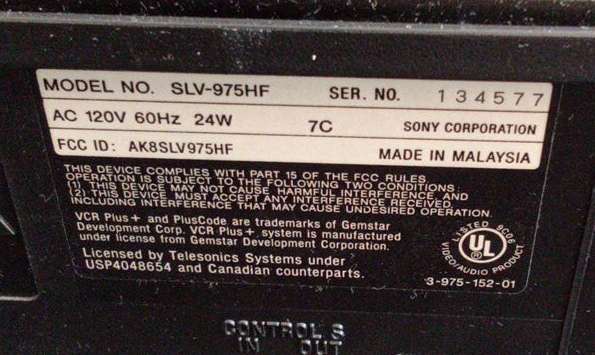 MODEL NO. SLV-975HF SER. NO. 134577
AC 120V 60Hz 24W 7C SONY CORPORATION
FCC ID: AK8SLV975HF MADE IN MALAYSIA
THIS DEVICE COMPLIES WITH PART 15 OF THE FCC RULES
OPERATION IS SUBJECT TO THE FOLLOWING TWO CONDITIONS:
(1) THIS DEVICE MAY NOT CAUSE HARMFUL INTERFERENCE, AND
(2) THIS DEVICE MUST ACCEPT ANY INTERFERENCE RECEIVED,
INCLUDING INTERFERENCE THAT MAY CAUSE UNDESIRED OPERATION.
VCR Plus+ and PlusCode are trademarks of Gemstar
Development Corp. VCR Plus+ system is manufactured
under license from Gemstar Development Corporation.
Licensed by Telesonics Systems under
USP4048654 and Canadian counterparts.
LISTED 9C06
UL
®
VIDEO/AUDIO PRODUCT
3-975-152-01
CONTROL S
IN OUT